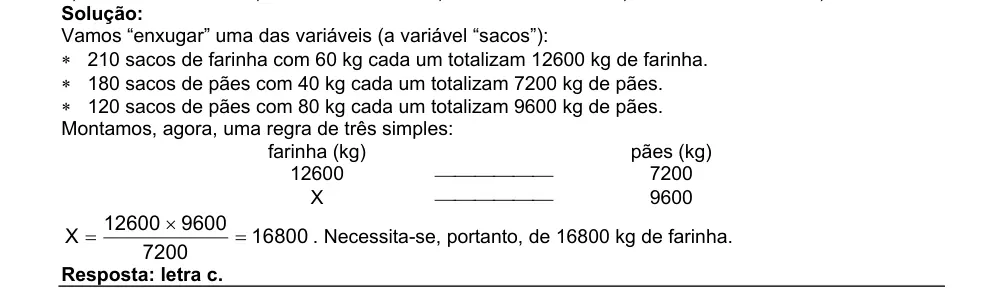 Solução:
Vamos “enxugar” uma das variáveis (a variável “sacos”):
∗ 210 sacos de farinha com 60 kg cada um totalizam 12600 kg de farinha.
∗ 180 sacos de pães com 40 kg cada um totalizam 7200 kg de pães.
∗ 120 sacos de pães com 80 kg cada um totalizam 9600 kg de pães.
Montamos, agora, uma regra de três simples:
farinha (kg) pães (kg)
12600 ——————— 7200
X ——————— 9600
X = 12600 × 9600 / 7200 = 16800 . Necessita-se, portanto, de 16800 kg de farinha.
Resposta: letra c.